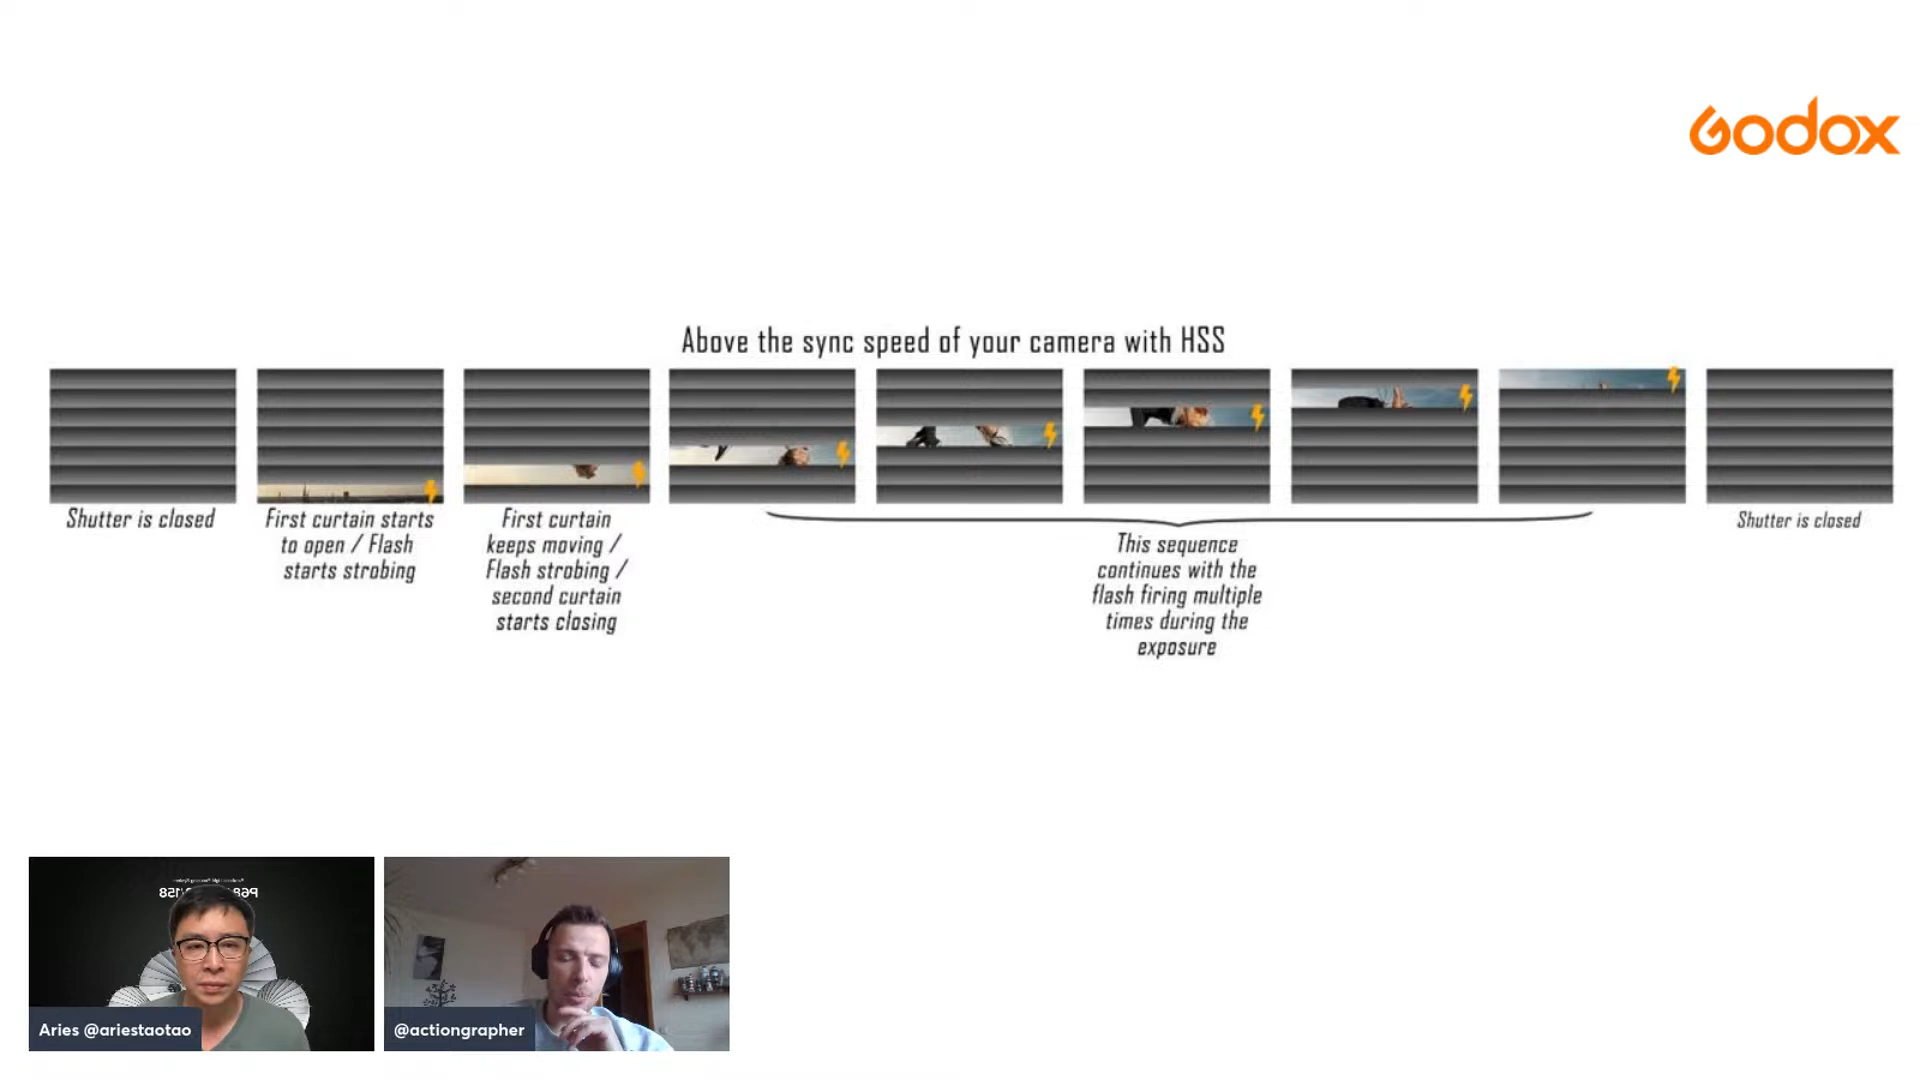 Godox
Above the sync speed of your camera with HSS
Shutter is closed
First curtain starts
to open / Flash
starts strobing
First curtain
keeps moving /
Flash strobing /
second curtain
starts closing
This sequence
continues with the
flash firing multiple
times during the
exposure
Shutter is closed
Aries @ariestaotao
@actiongrapher